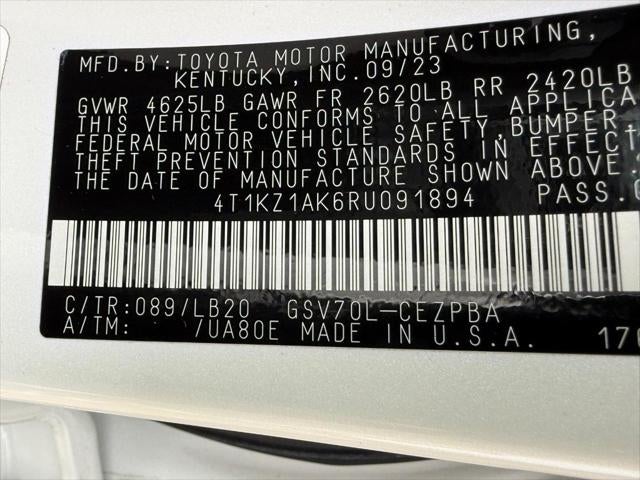 MFD.BY:TOYOTA MOTOR MANUFACTURING,
KENTUCKY,INC.09/23
GVWR 4625LB GAWR FR 2620LB RR 2420LB
THIS VEHICLE CONFORMS TO ALL APPLICA
FEDERAL MOTOR VEHICLE SAFETY,BUMPER,
THEFT PREVENTION STANDARDS IN EFFECT
THE DATE OF MANUFACTURE SHOWN ABOVE.
4T1KZ1AK6RU091894 PASS.
C/TR:089/LB20 GSV70L-CEZPBA
A/TM: /UA80E MADE IN U.S.A.